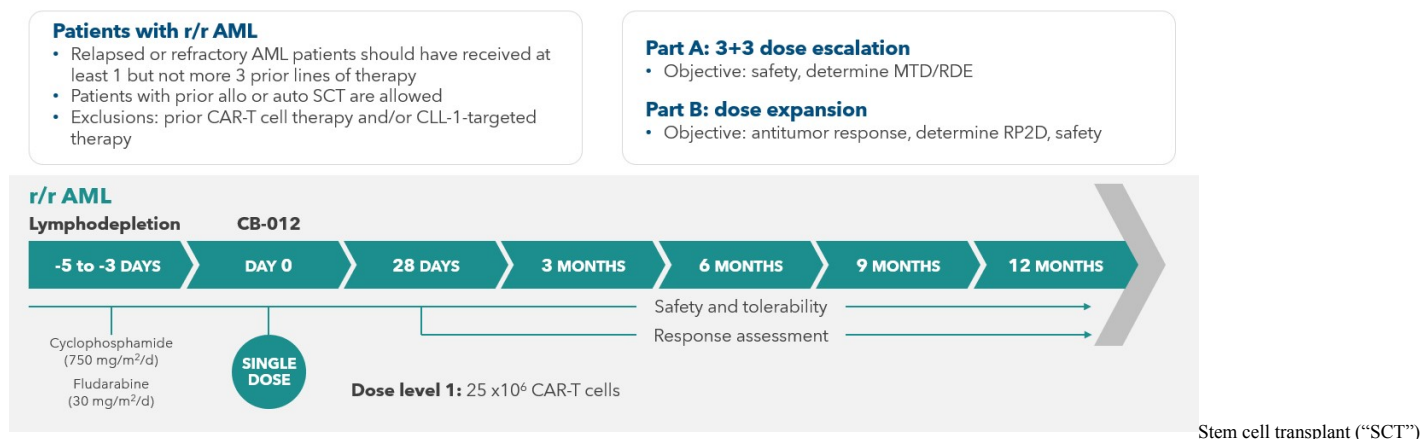 Patients with r/r AML
• Relapsed or refractory AML patients should have received at
least 1 but not more 3 prior lines of therapy
• Patients with prior allo or auto SCT are allowed
• Exclusions: prior CAR-T cell therapy and/or CLL-1-targeted
therapy
Part A: 3+3 dose escalation
• Objective: safety, determine MTD/RDE
Part B: dose expansion
• Objective: antitumor response, determine RP2D, safety
r/r AML
Lymphodepletion CB-012
-5 to -3 DAYS DAY 0 28 DAYS 3 MONTHS 6 MONTHS 9 MONTHS 12 MONTHS
Safety and tolerability
Response assessment
Cyclophosphamide
(750 mg/m²/d)
Fludarabine
(30 mg/m²/d)
SINGLE
DOSE
Dose level 1: 25 x10⁶ CAR-T cells
Stem cell transplant (“SCT”)